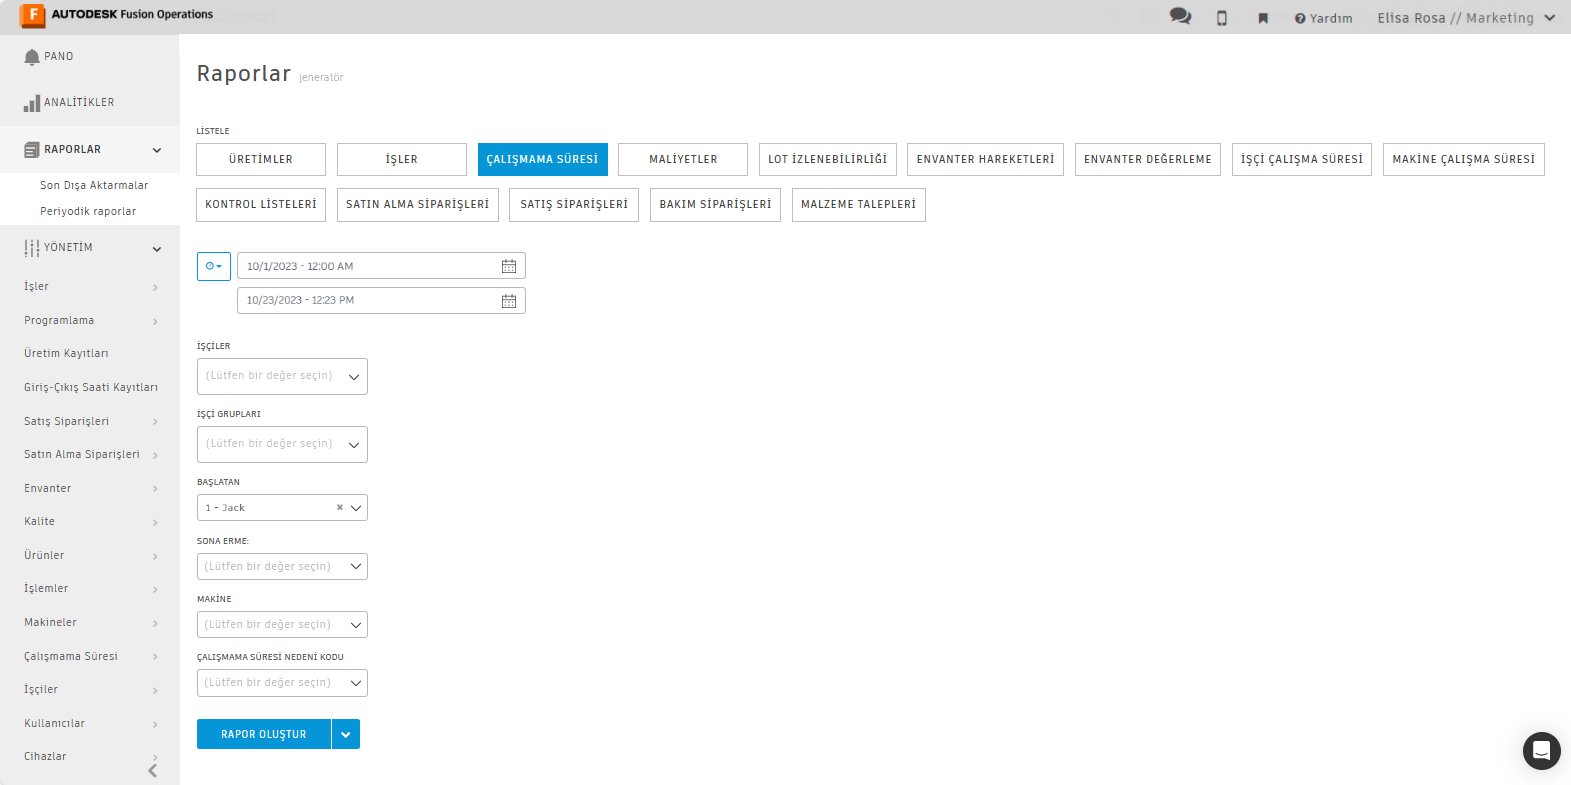 AUTODESK Fusion Operations
Yardım
Elisa Rosa // Marketing
PANO
ANALİTİKLER
RAPORLAR
Son Dışa Aktarmalar
Periyodik raporlar
YÖNETİM
İşler
Programlama
Üretim Kayıtları
Giriş-Çıkış Saati Kayıtları
Satış Siparişleri
Satın Alma Siparişleri
Envanter
Kalite
Ürünler
İşlemler
Makineler
Çalışmama Süresi
İşçiler
Kullanıcılar
Cihazlar
Raporlar jeneratör
LİSTELE
ÜRETİMLER
İŞLER
ÇALIŞMAMA SÜRESİ
MALİYETLER
LOT İZLENEBİLİRLİĞİ
ENVANTER HAREKETLERİ
ENVANTER DEĞERLEME
İŞÇİ ÇALIŞMA SÜRESİ
MAKİNE ÇALIŞMA SÜRESİ
KONTROL LİSTELERİ
SATIN ALMA SİPARİŞLERİ
SATIŞ SİPARİŞLERİ
BAKIM SİPARİŞLERİ
MALZEME TALEPLERİ
10/1/2023 - 12:00 AM
10/23/2023 - 12:23 PM
İŞÇİLER
(Lütfen bir değer seçin)
İŞÇİ GRUPLARI
(Lütfen bir değer seçin)
BAŞLATAN
1 - Jack
SONA ERME:
(Lütfen bir değer seçin)
MAKİNE
(Lütfen bir değer seçin)
ÇALIŞMAMA SÜRESİ NEDENİ KODU
(Lütfen bir değer seçin)
RAPOR OLUŞTUR